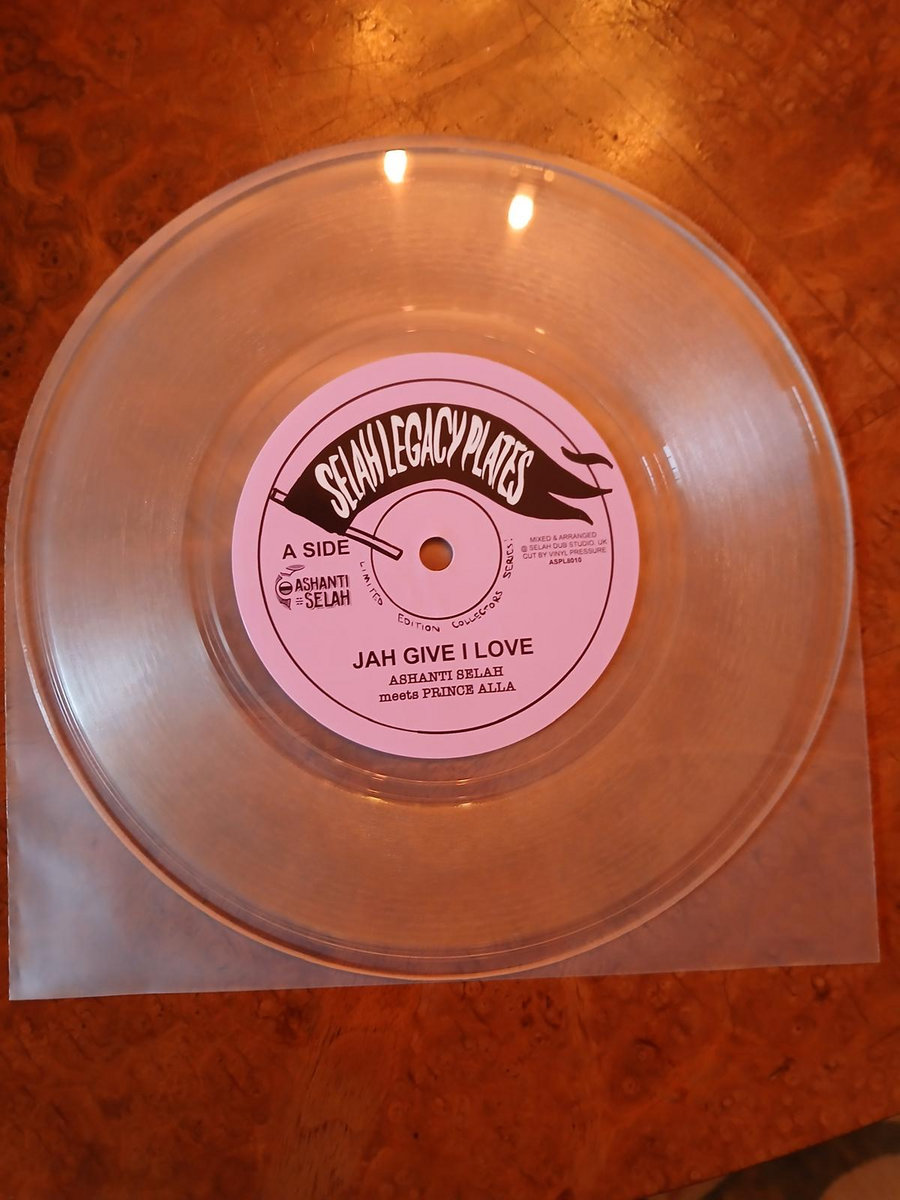 SELAH LEGACY PLATES
A SIDE
ASHANTI
SELAH
MIXED & ARRANGED
@ SELAH DUB STUDIO. UK
CUT BY VINYL PRESSURE
ASPL8010
LIMITED EDITION COLLECTORS SERIES!
JAH GIVE I LOVE
ASHANTI SELAH
meets PRINCE ALLA